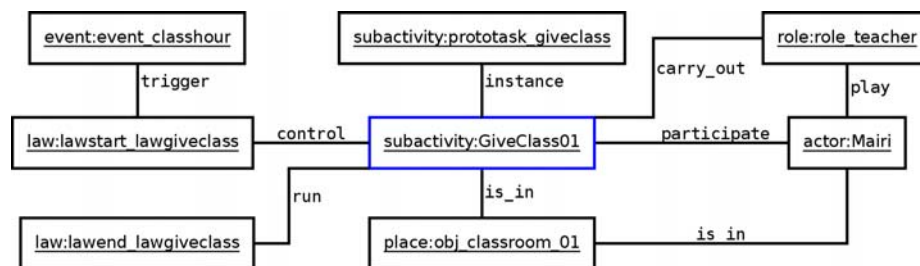 event:event_classhour
subactivity:prototask_giveclass
role:role_teacher
trigger
instance
carry_out
play
law:lawstart_lawgiveclass
control
subactivity:GiveClass01
participate
actor:Mairi
run
is_in
law:lawend_lawgiveclass
place:obj_classroom_01
is in